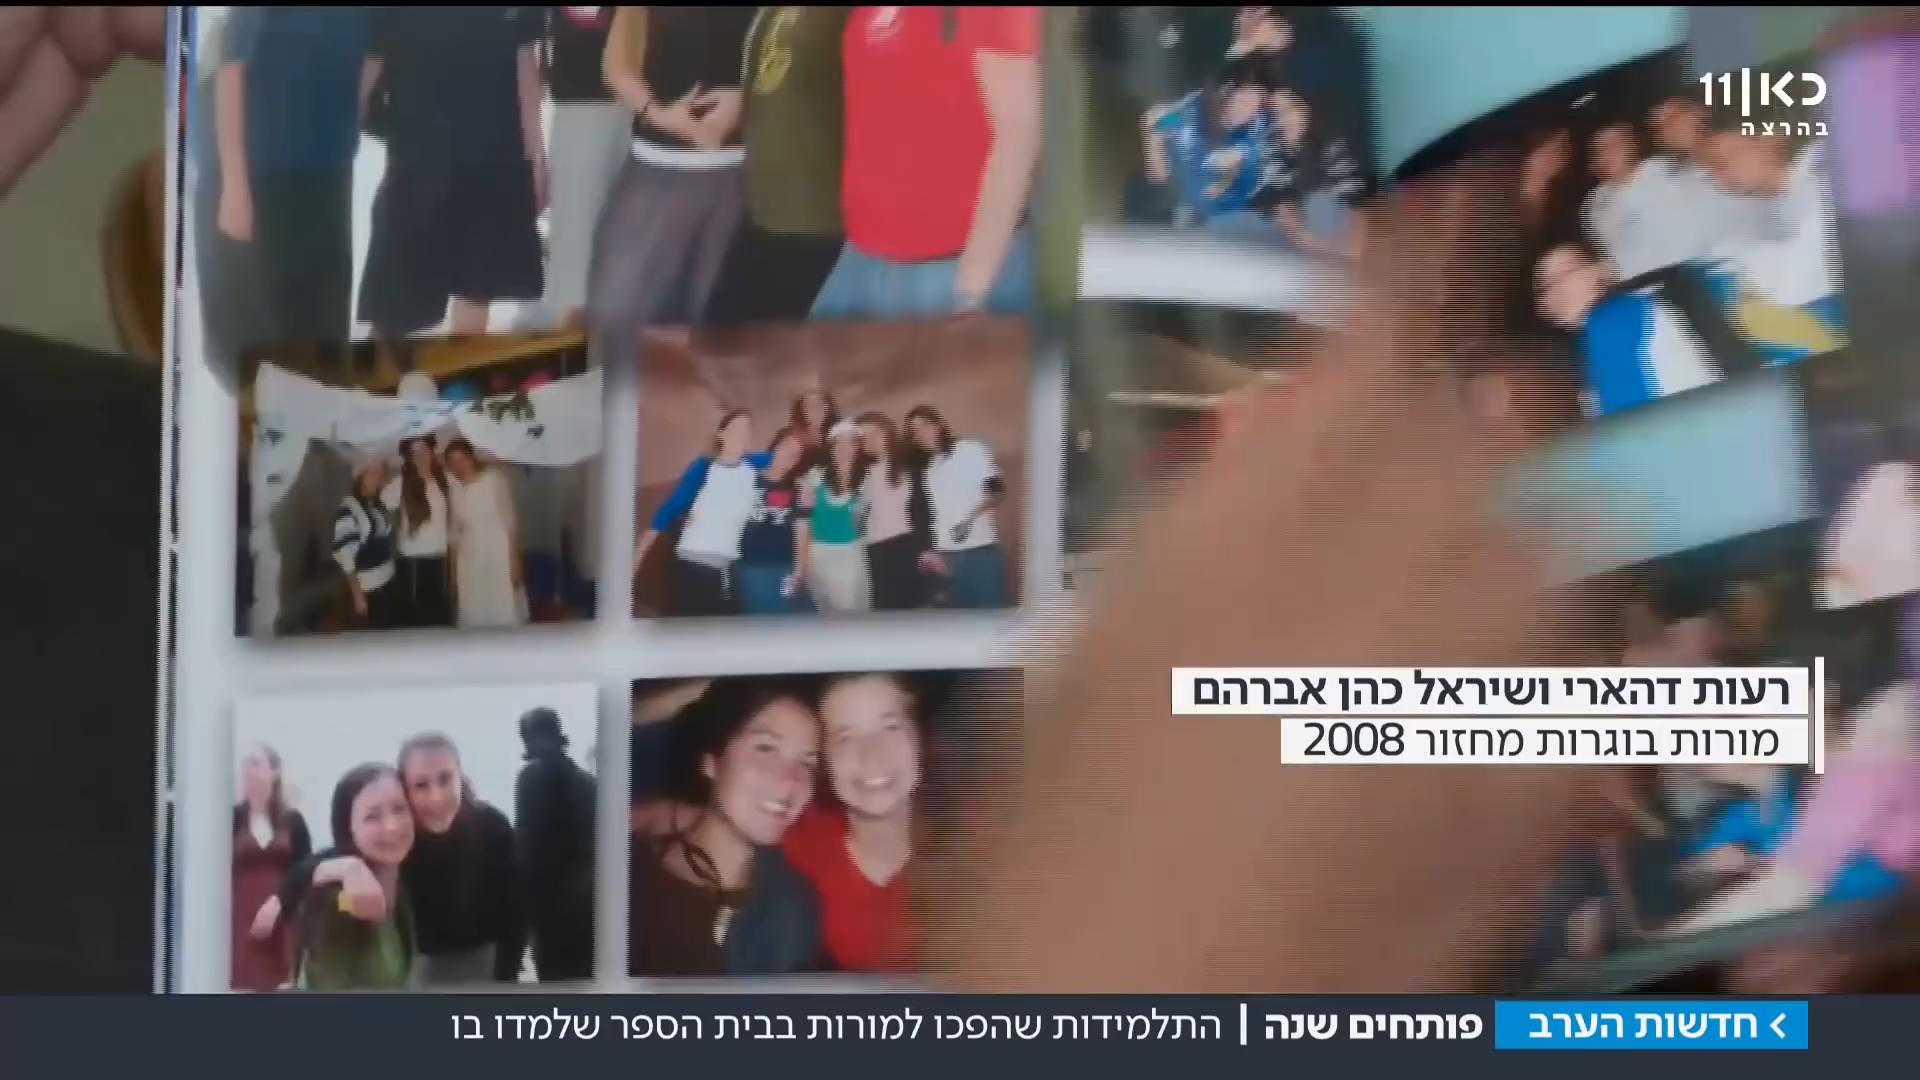 כאן|11
בהרצה
רעות דהארי ושיראל כהן אברהם
מורות בוגרות מחזור 2008
חדשות הערב
פותחים שנה | התלמידות שהפכו למורות בבית הספר שלמדו בו